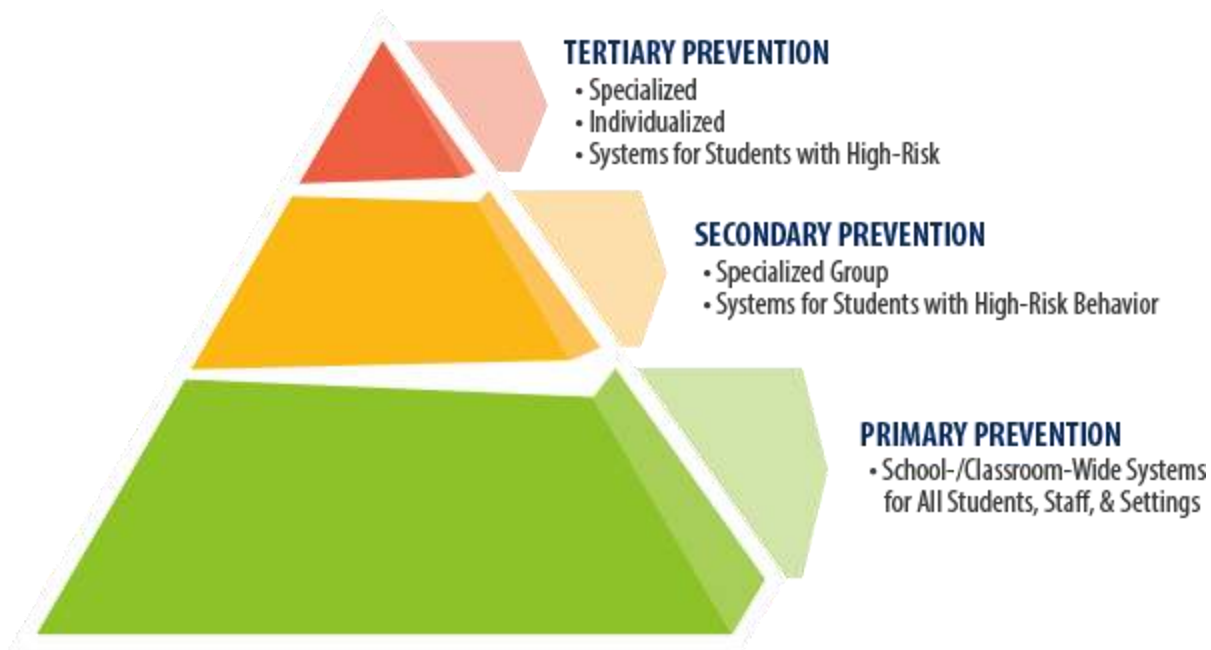 TERTIARY PREVENTION
• Specialized
• Individualized
• Systems for Students with High-Risk
SECONDARY PREVENTION
• Specialized Group
• Systems for Students with High-Risk Behavior
PRIMARY PREVENTION
• School-/Classroom-Wide Systems
for All Students, Staff, & Settings